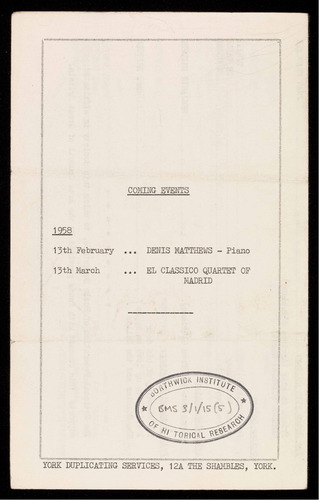 COMING EVENTS
1958
13th February ... DENIS MATTHEWS - Piano
13th March ... EL CLASSICO QUARTET OF
MADRID
BORTHWICK INSTITUTE
BMS 3/1/15(5)
OF HISTORICAL RESEARCH
YORK DUPLICATING SERVICES, 12A THE SHAMBLES, YORK.